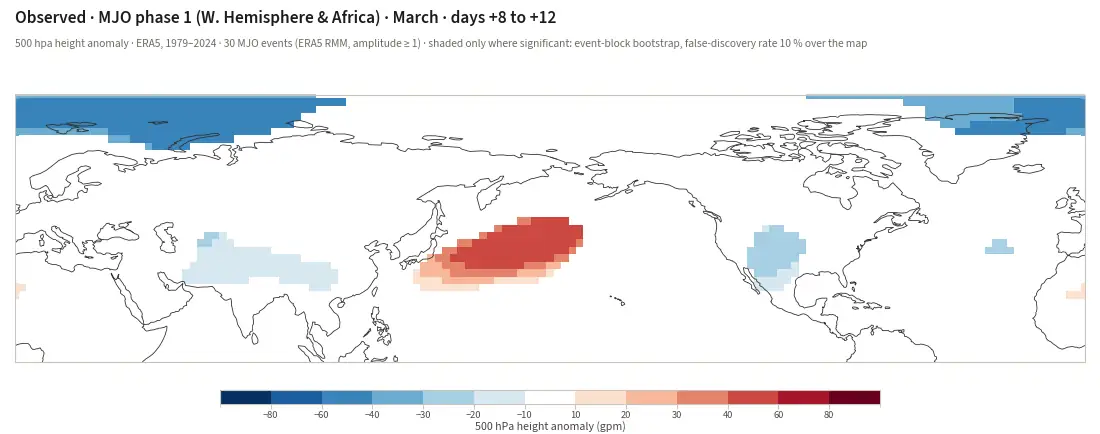 Observed · MJO phase 1 (W. Hemisphere & Africa) · March · days +8 to +12
500 hpa height anomaly · ERA5, 1979–2024 · 30 MJO events (ERA5 RMM, amplitude ≥ 1) · shaded only where significant: event-block bootstrap, false-discovery rate 10 % over the map
−80 −60 −40 −30 −20 −10 10 20 30 40 60 80
500 hPa height anomaly (gpm)